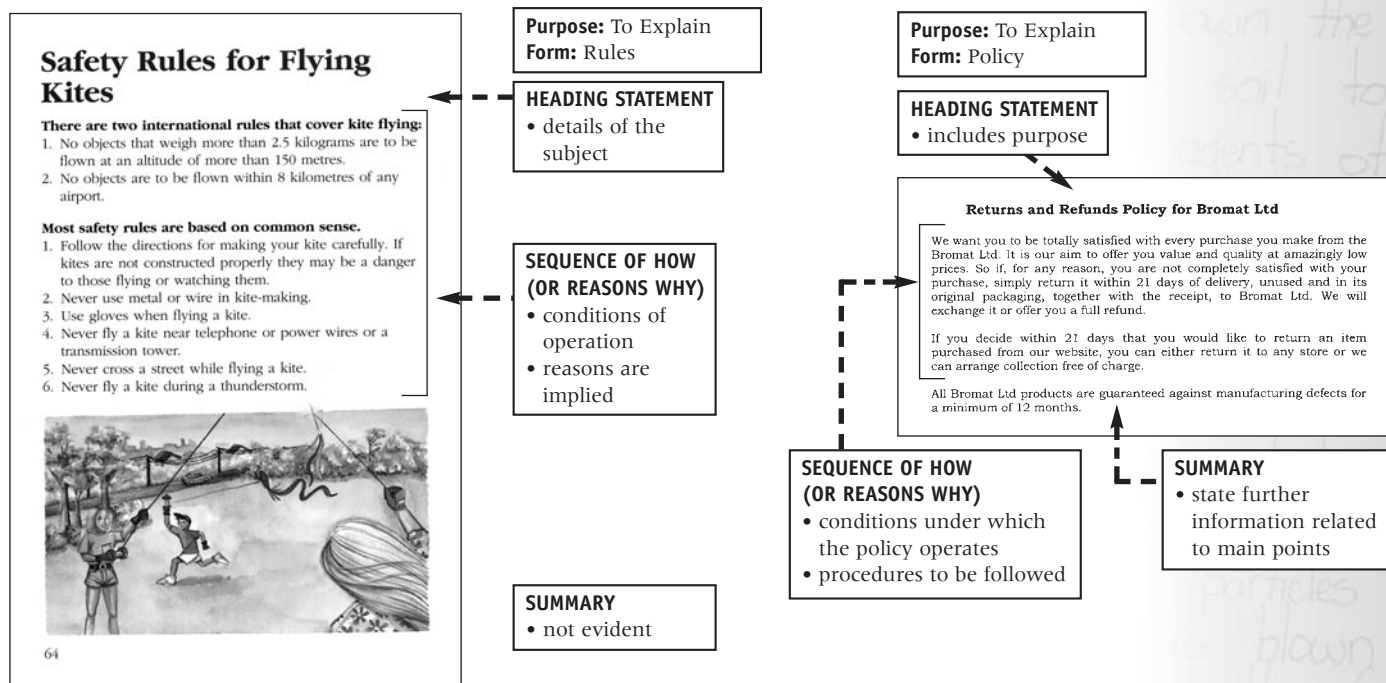 Safety Rules for Flying
Kites
There are two international rules that cover kite flying:
1. No objects that weigh more than 2.5 kilograms are to be
flown at an altitude of more than 150 metres.
2. No objects are to be flown within 8 kilometres of any
airport.
Most safety rules are based on common sense.
1. Follow the directions for making your kite carefully. If
kites are not constructed properly they may be a danger
to those flying or watching them.
2. Never use metal or wire in kite-making.
3. Use gloves when flying a kite.
4. Never fly a kite near telephone or power wires or a
transmission tower.
5. Never cross a street while flying a kite.
6. Never fly a kite during a thunderstorm.
64
Purpose: To Explain
Form: Rules
HEADING STATEMENT
• details of the
subject
SEQUENCE OF HOW
(OR REASONS WHY)
• conditions of
operation
• reasons are
implied
SUMMARY
• not evident
Purpose: To Explain
Form: Policy
HEADING STATEMENT
• includes purpose
Returns and Refunds Policy for Bromat Ltd
We want you to be totally satisfied with every purchase you make from the
Bromat Ltd. It is our aim to offer you value and quality at amazingly low
prices. So if, for any reason, you are not completely satisfied with your
purchase, simply return it within 21 days of delivery, unused and in its
original packaging, together with the receipt, to Bromat Ltd. We will
exchange it or offer you a full refund.
If you decide within 21 days that you would like to return an item
purchased from our website, you can either return it to any store or we
can arrange collection free of charge.
All Bromat Ltd products are guaranteed against manufacturing defects for
a minimum of 12 months.
SEQUENCE OF HOW
(OR REASONS WHY)
• conditions under which
the policy operates
• procedures to be followed
SUMMARY
• state further
information related
to main points
down the
soil to
agents of
particles
blown